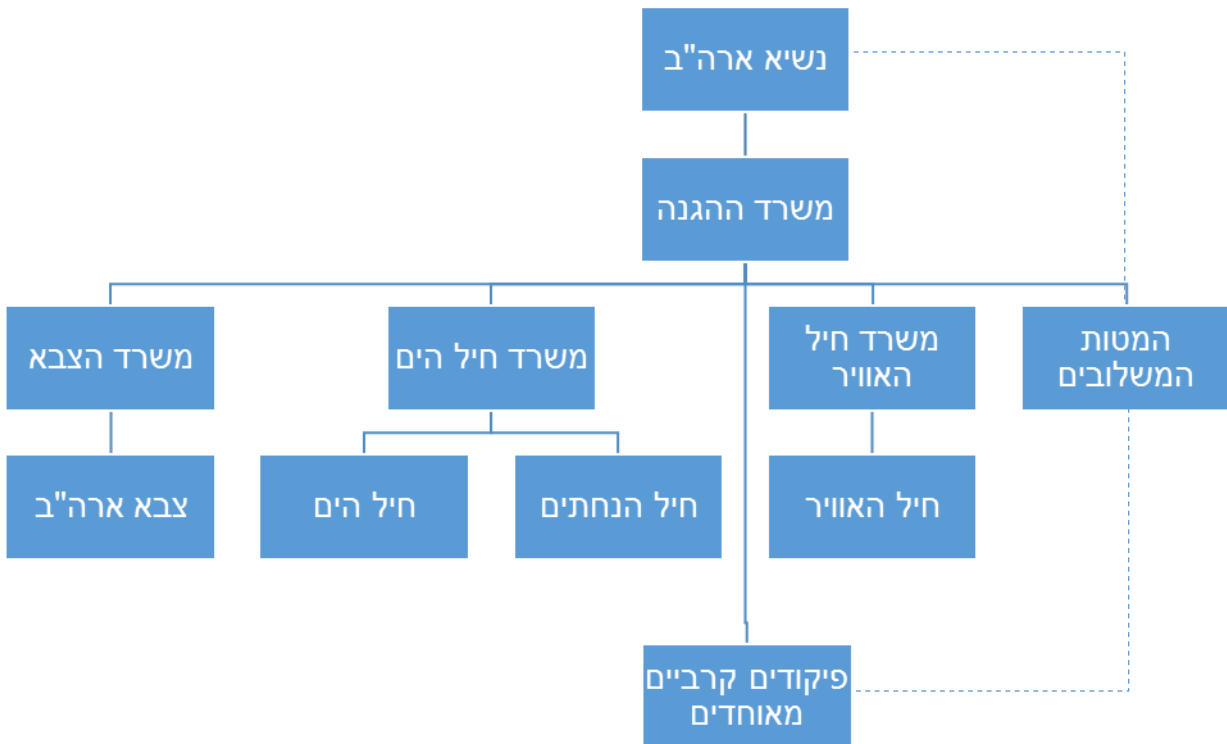 נשיא ארה"ב
משרד ההגנה
המטות
המשלובים
משרד חיל
האוויר
משרד חיל הים
משרד הצבא
חיל האוויר
חיל הנחתים
חיל הים
צבא ארה"ב
פיקודים קרביים
מאוחדים